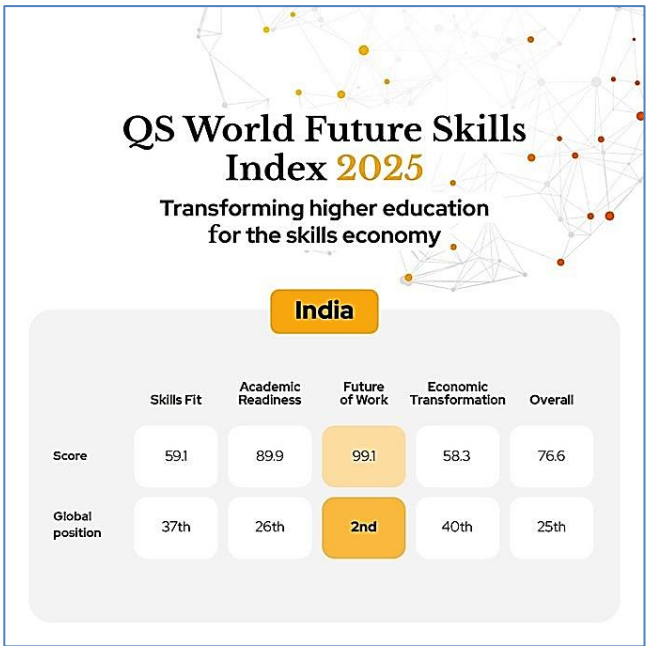 QS World Future Skills
Index 2025
Transforming higher education
for the skills economy
India
Skills Fit Academic Readiness Future of Work Economic Transformation Overall
Score 59.1 89.9 99.1 58.3 76.6
Global position 37th 26th 2nd 40th 25th